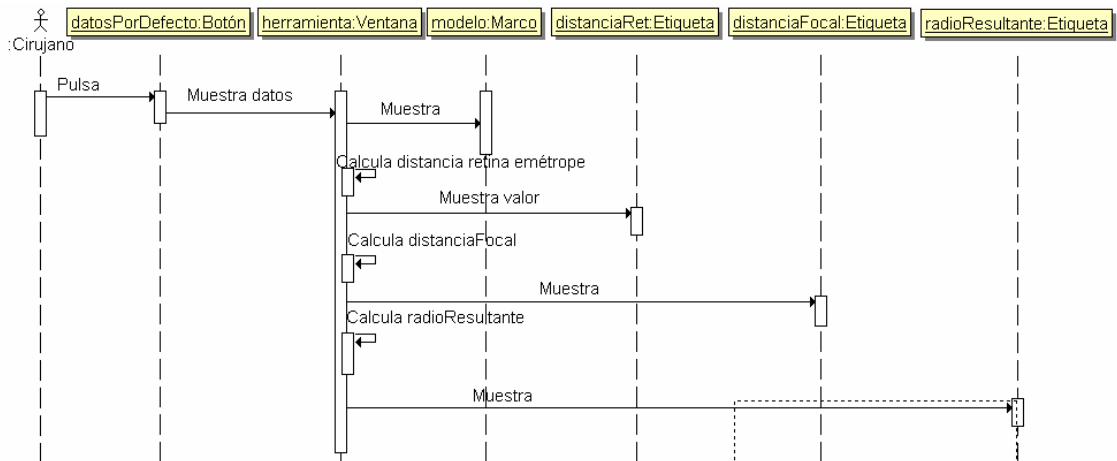 datosPorDefecto:Botón
herramienta:Ventana
modelo:Marco
distanciaRet:Etiqueta
distanciaFocal:Etiqueta
radioResultante:Etiqueta
:Cirujano
Pulsa
Muestra datos
Muestra
Calcula distancia retina emétrope
Muestra valor
Calcula distanciaFocal
Muestra
Calcula radioResultante
Muestra